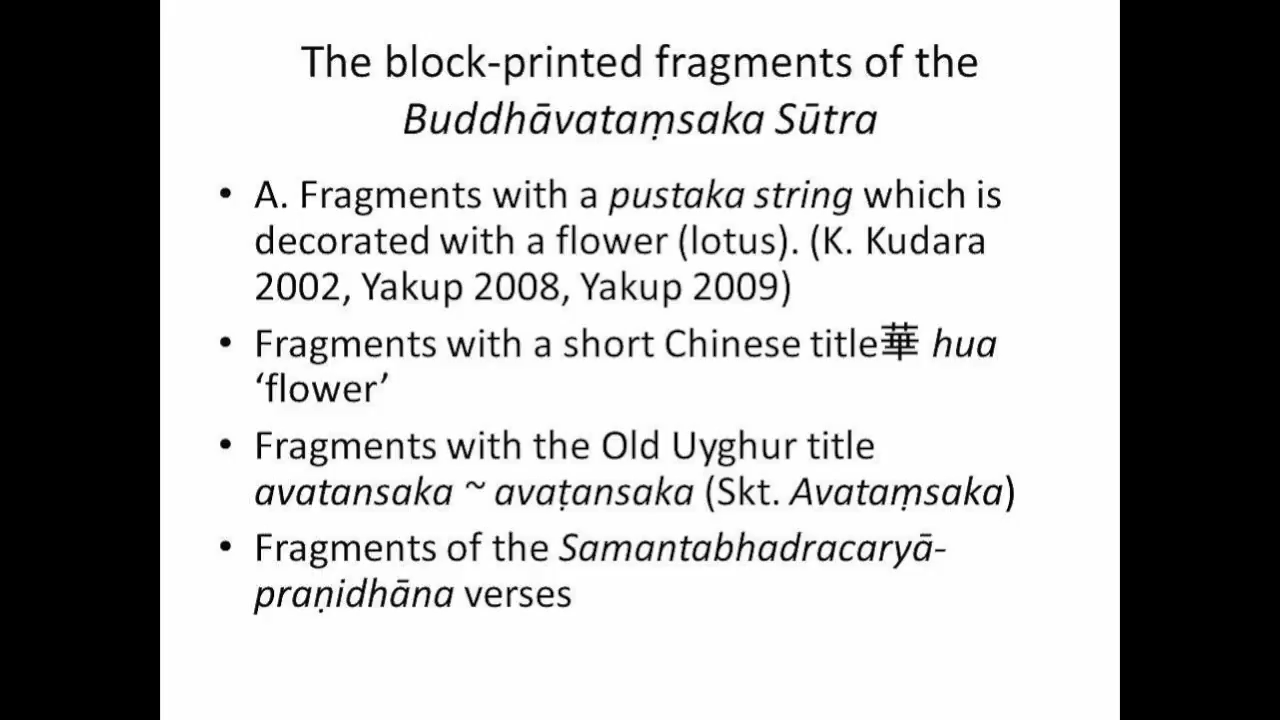 The block-printed fragments of the
Buddhāvataṃsaka Sūtra
• A. Fragments with a pustaka string which is
decorated with a flower (lotus). (K. Kudara
2002, Yakup 2008, Yakup 2009)
• Fragments with a short Chinese title華 hua
‘flower’
• Fragments with the Old Uyghur title
avatansaka ~ avaṭansaka (Skt. Avataṃsaka)
• Fragments of the Samantabhadracaryā-
praṇidhāna verses